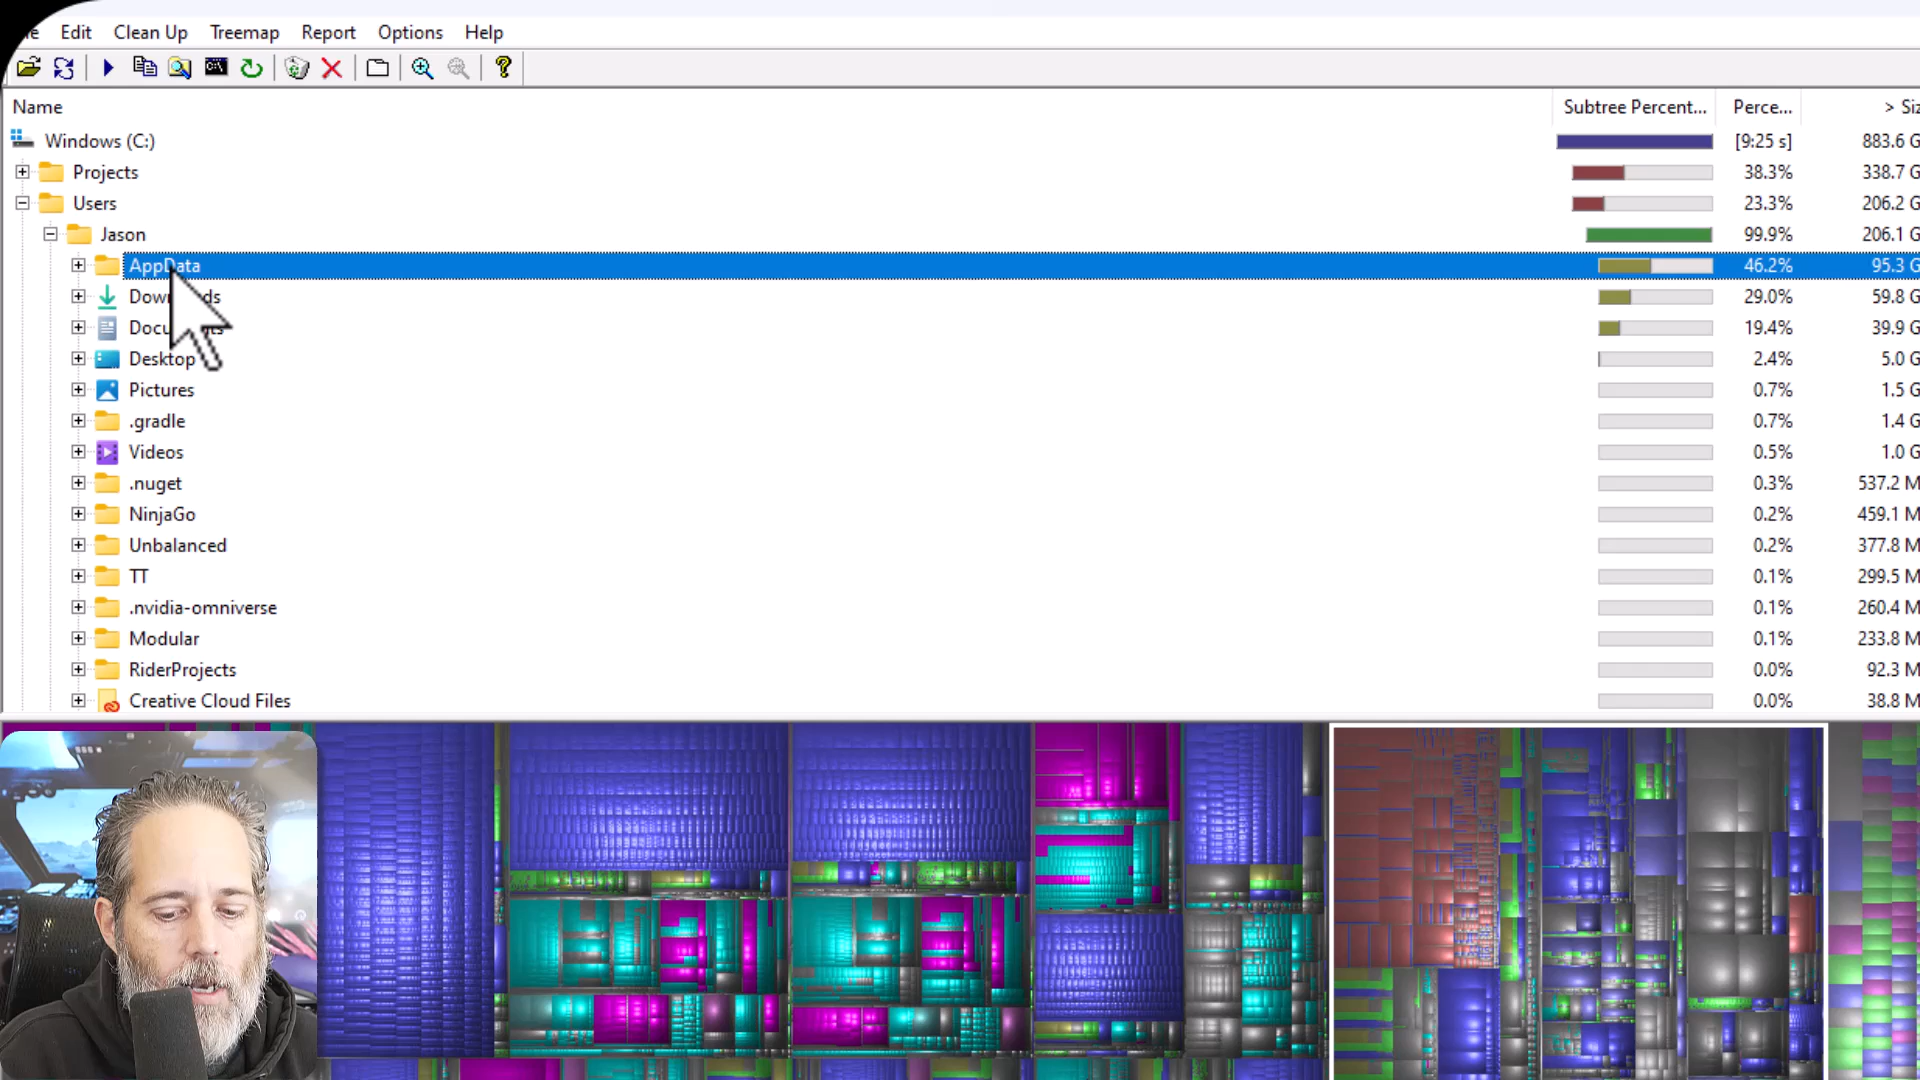 Edit Clean Up Treemap Report Options Help
Name Subtree Percent... Perce... > Siz
Windows (C:) [9:25 s] 883.6 G
Projects 38.3% 338.7 G
Users 23.3% 206.2 G
Jason 99.9% 206.1 G
AppData 46.2% 95.3 G
29.0% 59.8 G
19.4% 39.9 G
Desktop 2.4% 5.0 G
Pictures 0.7% 1.5 G
.gradle 0.7% 1.4 G
Videos 0.5% 1.0 G
.nuget 0.3% 537.2 M
NinjaGo 0.2% 459.1 M
Unbalanced 0.2% 377.8 M
TT 0.1% 299.5 M
.nvidia-omniverse 0.1% 260.4 M
Modular 0.1% 233.8 M
RiderProjects 0.0% 92.3 M
Creative Cloud Files 0.0% 38.8 M